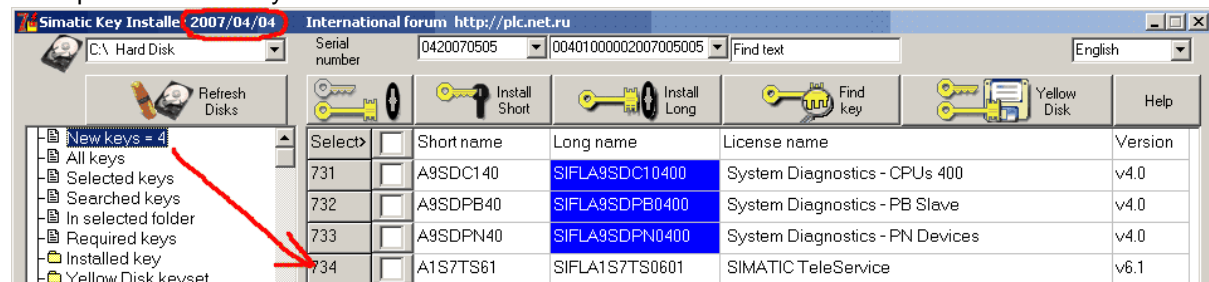 Simatic Key Installe 2007/04/04 International forum http://plc.net.ru
C:\ Hard Disk
Serial number
0420070505
00401000002007005005
Find text
English
Refresh Disks
Install Short
Install Long
Find key
Yellow Disk
Help
New keys = 4
All keys
Selected keys
Searched keys
In selected folder
Required keys
Installed key
Yellow Disk keyset
Select> Short name Long name License name Version
731 A9SDC140 SIFLA9SDC10400 System Diagnostics - CPUs 400 v4.0
732 A9SDPB40 SIFLA9SDPB0400 System Diagnostics - PB Slave v4.0
733 A9SDPN40 SIFLA9SDPN0400 System Diagnostics - PN Devices v4.0
734 A1S7TS61 SIFLA1S7TS0601 SIMATIC TeleService v6.1